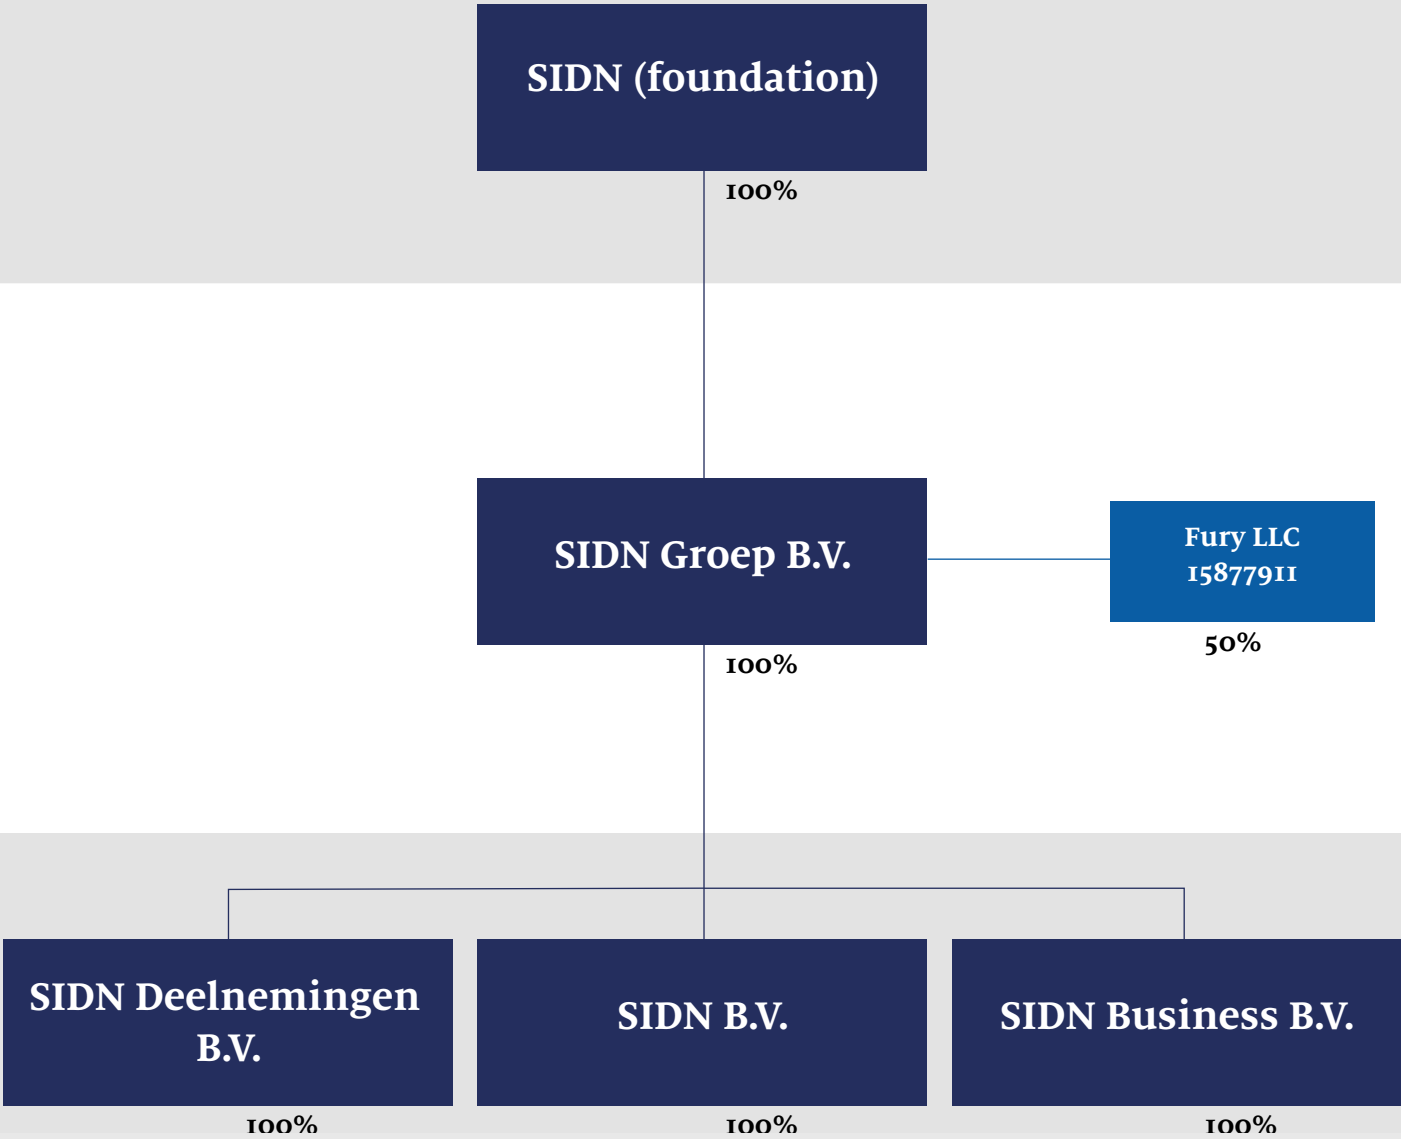 SIDN (foundation)
100%
SIDN Groep B.V.
Fury LLC
15877911
50%
100%
SIDN Deelnemingen
B.V.
SIDN B.V.
SIDN Business B.V.
100%
100%
100%